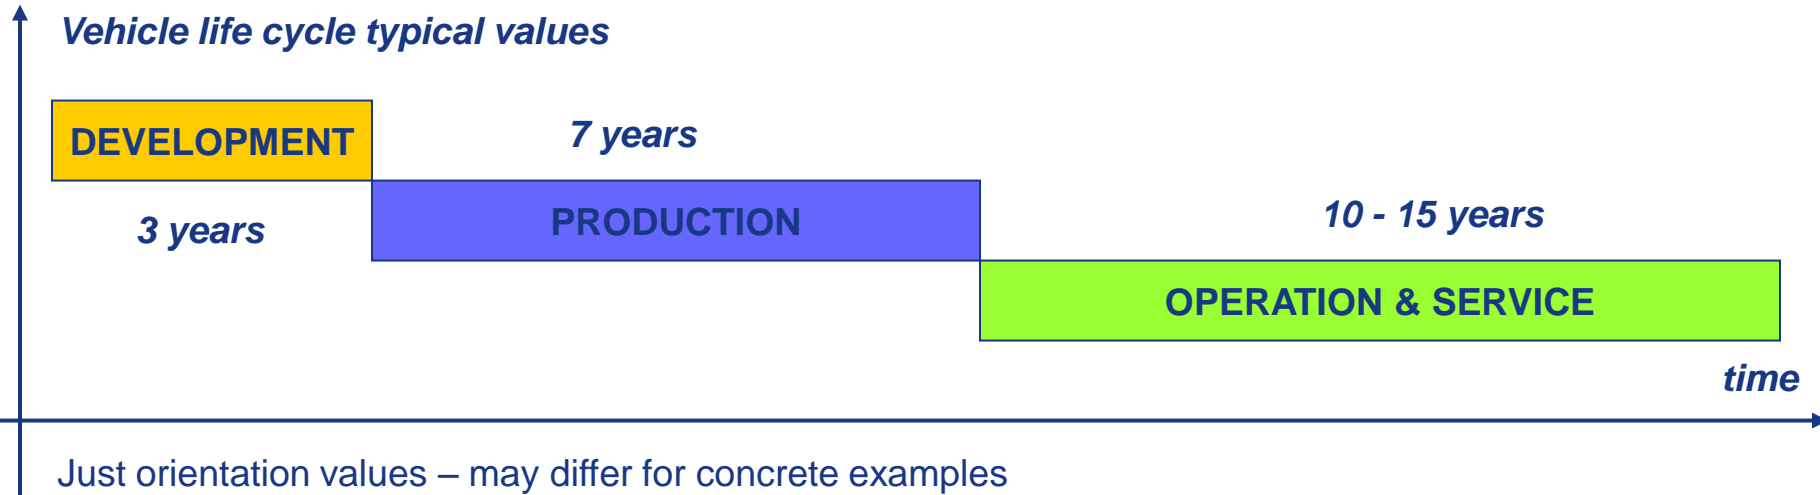 Vehicle life cycle typical values
DEVELOPMENT
7 years
3 years
PRODUCTION
10 - 15 years
OPERATION & SERVICE
time
Just orientation values – may differ for concrete examples